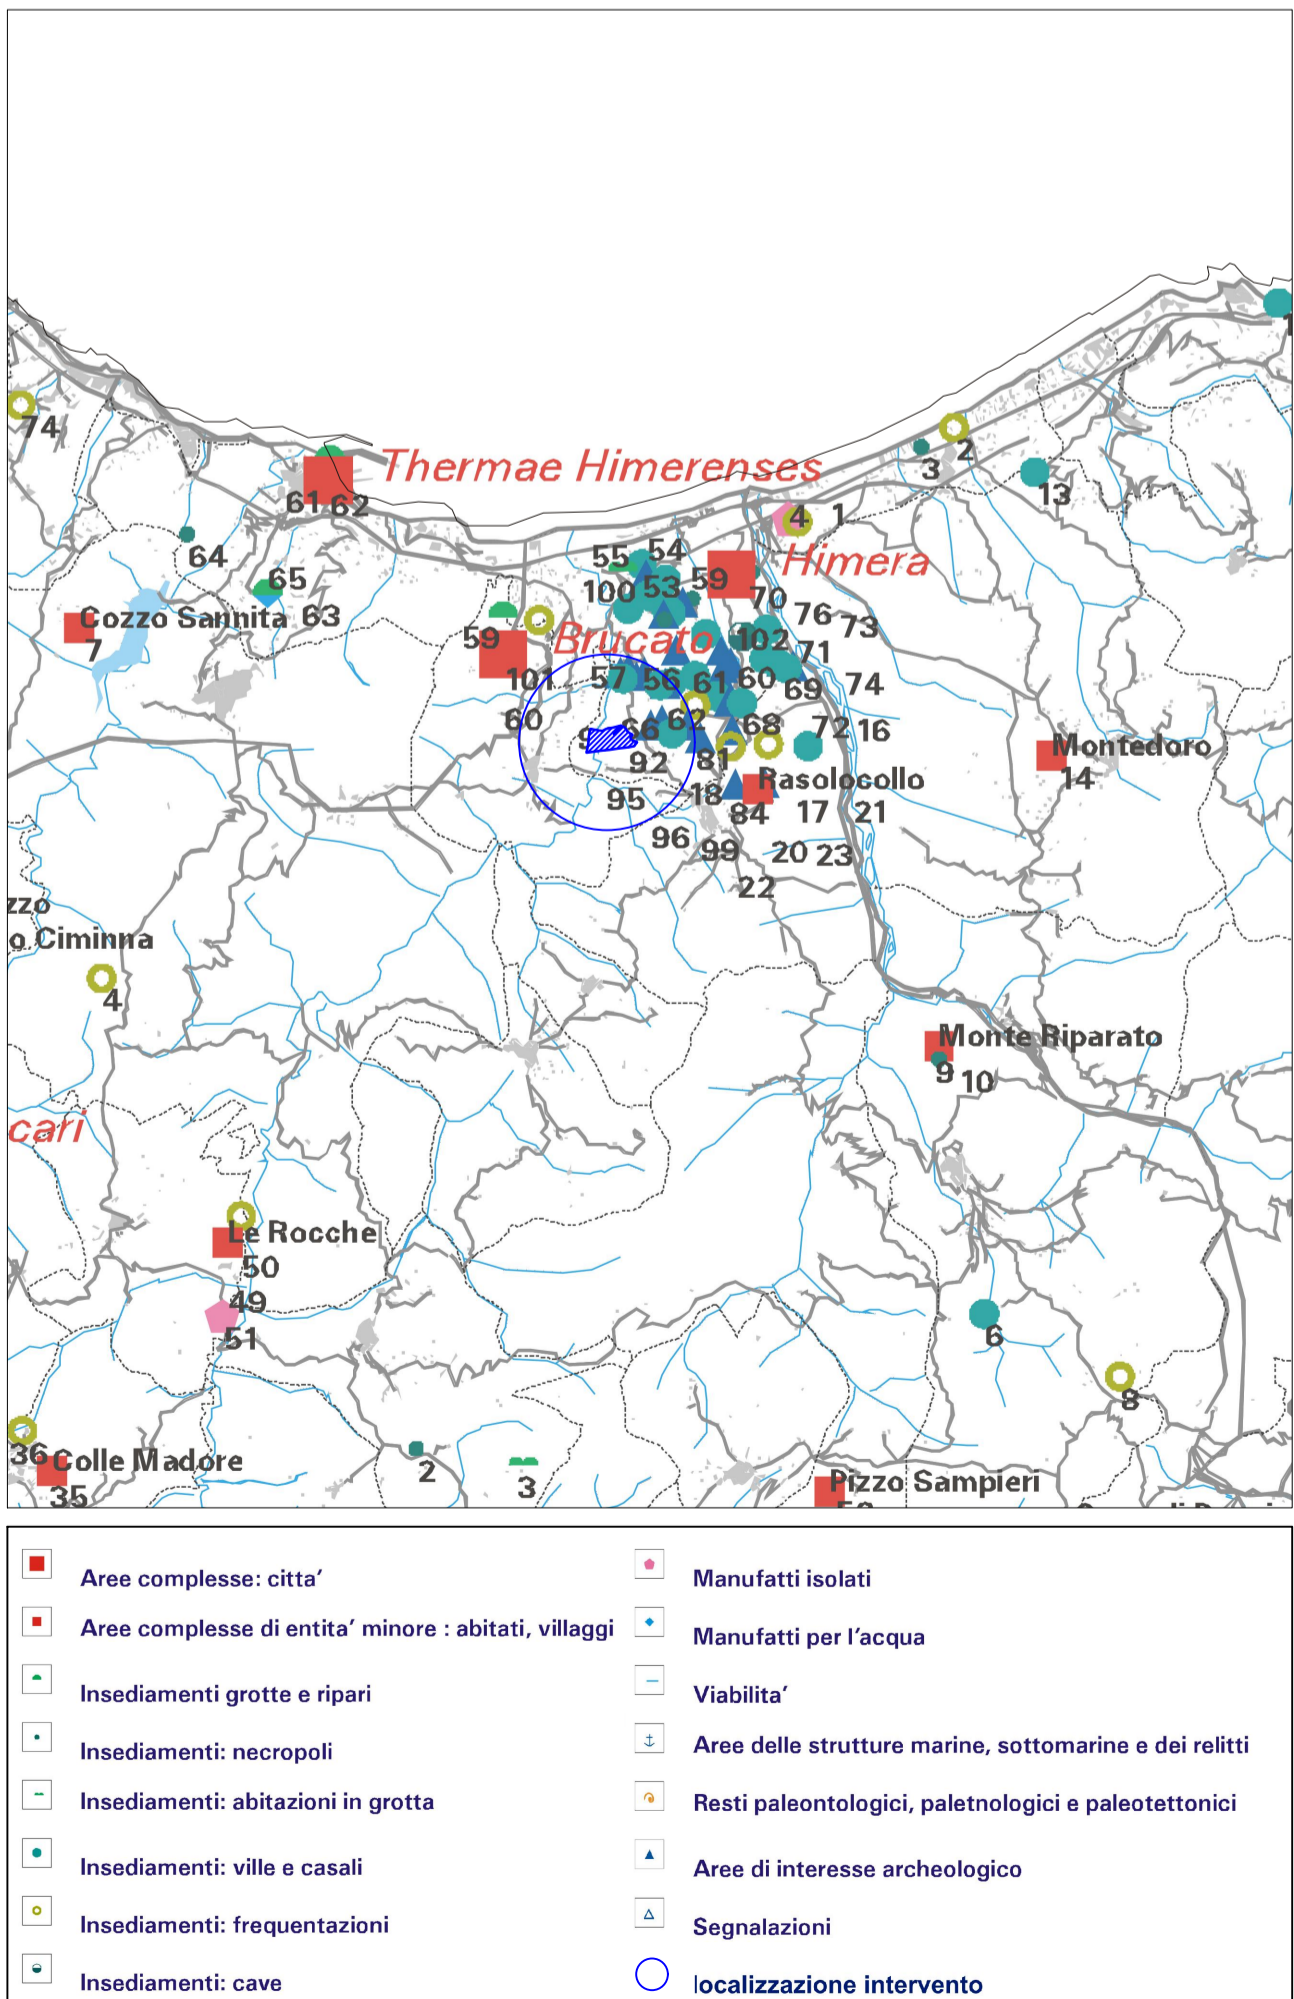 74
Thermae Himerenses
61 62
2
3
13
1
4 1
64
55 54
Himera
65
100 53 59
70
Cozzo Sannita 63
76 73
7
59 Brucato 102 71
101 57 56 61 60 69 74
60 66 62 68 72 16
92 81
Montedoro
14
Rasolocollo
95 18 84 17 21
96 99 20 23
22
zzo
o Ciminna
4
Monte Riparato
9 10
cari
Le Rocche
50
49
51
6
8
36 Colle Madore
35
2
3
Pizzo Sampieri
Aree complesse: citta'
Aree complesse di entita' minore : abitati, villaggi
Insediamenti grotte e ripari
Insediamenti: necropoli
Insediamenti: abitazioni in grotta
Insediamenti: ville e casali
Insediamenti: frequentazioni
Insediamenti: cave
Manufatti isolati
Manufatti per l'acqua
Viabilita'
Aree delle strutture marine, sottomarine e dei relitti
Resti paleontologici, paletnologici e paleotettonici
Aree di interesse archeologico
Segnalazioni
localizzazione intervento